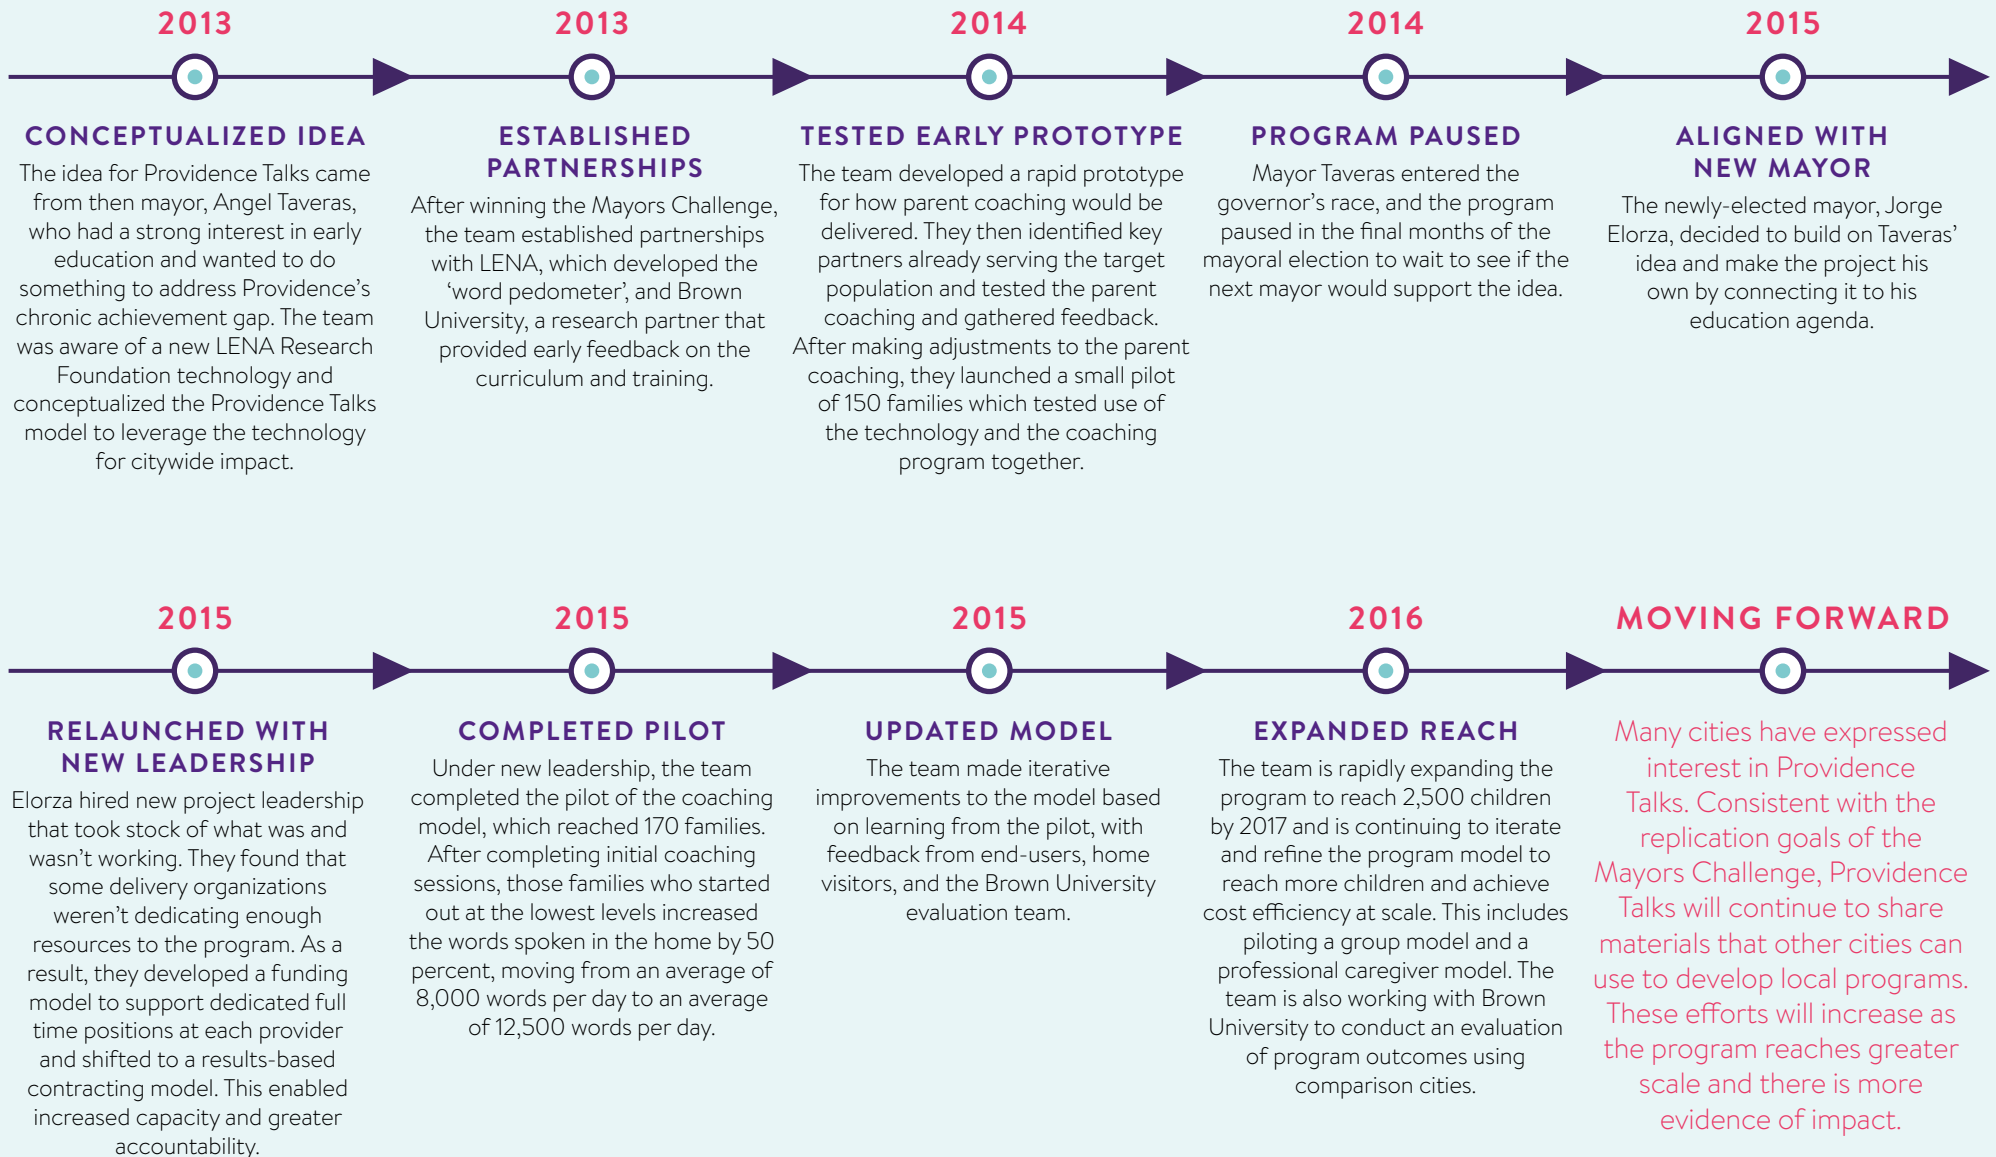 2013
CONCEPTUALIZED IDEA
The idea for Providence Talks came
from then mayor, Angel Taveras,
who had a strong interest in early
education and wanted to do
something to address Providence's
chronic achievement gap. The team
was aware of a new LENA Research
Foundation technology and
conceptualized the Providence Talks
model to leverage the technology
for citywide impact.
2013
ESTABLISHED
PARTNERSHIPS
After winning the Mayors Challenge,
the team established partnerships
with LENA, which developed the
‘word pedometer’, and Brown
University, a research partner that
provided early feedback on the
curriculum and training.
2014
TESTED EARLY PROTOTYPE
The team developed a rapid prototype
for how parent coaching would be
delivered. They then identified key
partners already serving the target
population and tested the parent
coaching and gathered feedback.
After making adjustments to the parent
coaching, they launched a small pilot
of 150 families which tested use of
the technology and the coaching
program together.
2014
PROGRAM PAUSED
Mayor Taveras entered the
governor's race, and the program
paused in the final months of the
mayoral election to wait to see if the
next mayor would support the idea.
2015
ALIGNED WITH
NEW MAYOR
The newly-elected mayor, Jorge
Elorza, decided to build on Taveras'
idea and make the project his
own by connecting it to his
education agenda.
2015
RELAUNCHED WITH
NEW LEADERSHIP
Elorza hired new project leadership
that took stock of what was and
wasn't working. They found that
some delivery organizations
weren't dedicating enough
resources to the program. As a
result, they developed a funding
model to support dedicated full
time positions at each provider
and shifted to a results-based
contracting model. This enabled
increased capacity and greater
accountability.
2015
COMPLETED PILOT
Under new leadership, the team
completed the pilot of the coaching
model, which reached 170 families.
After completing initial coaching
sessions, those families who started
out at the lowest levels increased
the words spoken in the home by 50
percent, moving from an average of
8,000 words per day to an average
of 12,500 words per day.
2015
UPDATED MODEL
The team made iterative
improvements to the model based
on learning from the pilot, with
feedback from end-users, home
visitors, and the Brown University
evaluation team.
2016
EXPANDED REACH
The team is rapidly expanding the
program to reach 2,500 children
by 2017 and is continuing to iterate
and refine the program model to
reach more children and achieve
cost efficiency at scale. This includes
piloting a group model and a
professional caregiver model. The
team is also working with Brown
University to conduct an evaluation
of program outcomes using
comparison cities.
MOVING FORWARD
Many cities have expressed
interest in Providence
Talks. Consistent with the
replication goals of the
Mayors Challenge, Providence
Talks will continue to share
materials that other cities can
use to develop local programs.
These efforts will increase as
the program reaches greater
scale and there is more
evidence of impact.